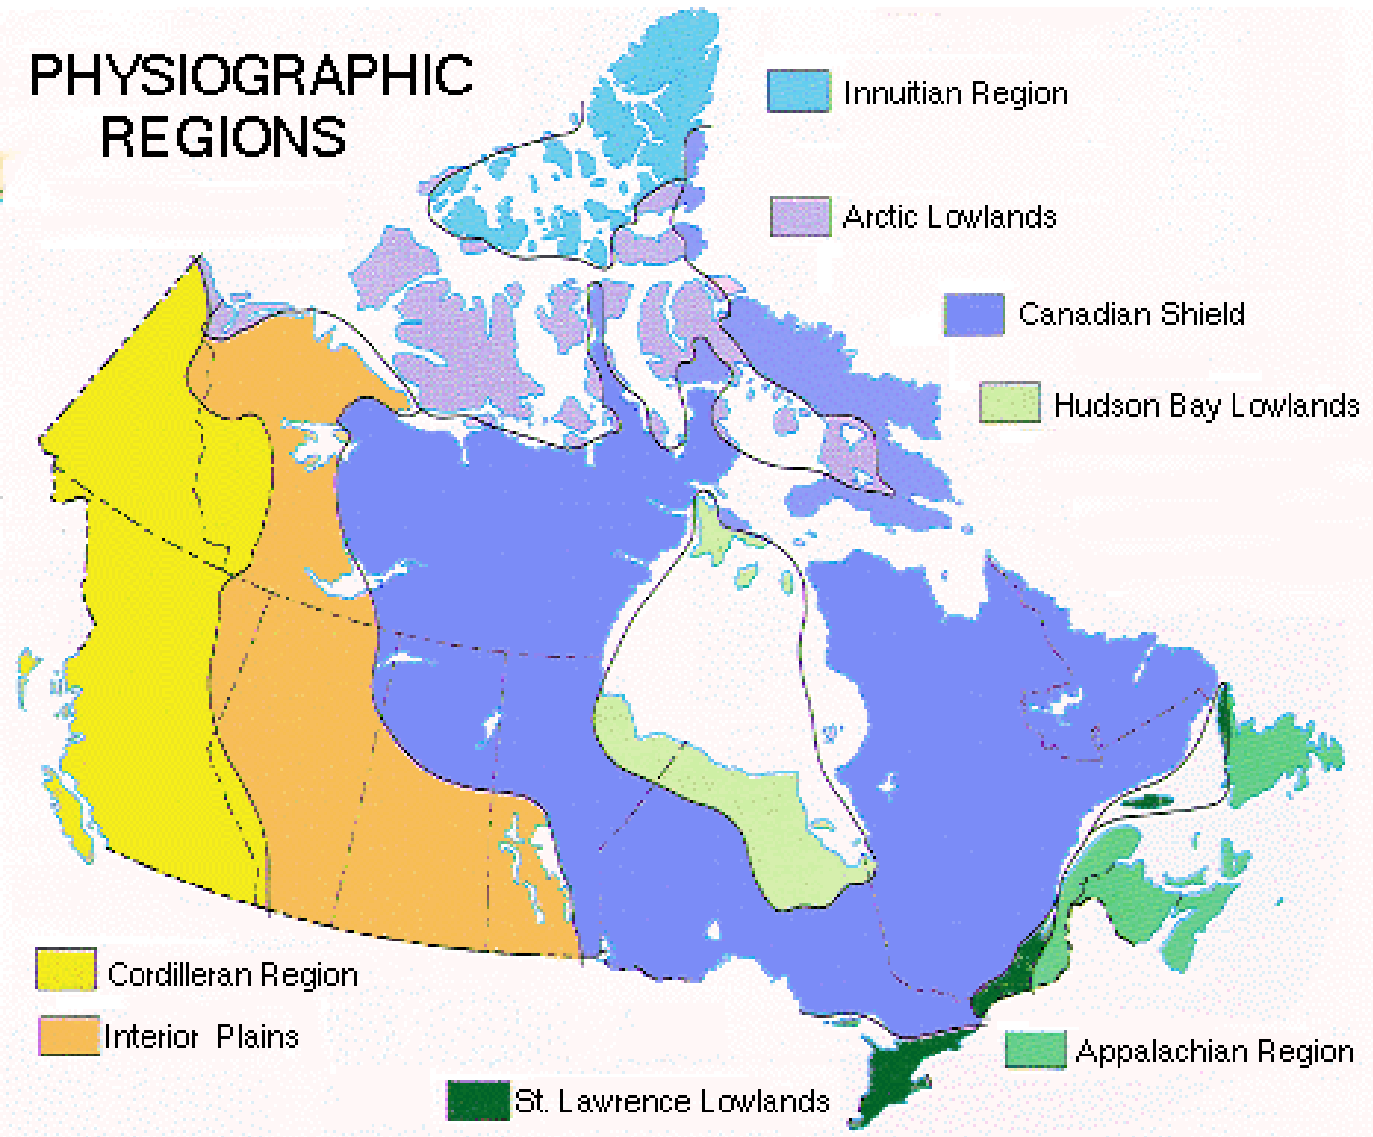 PHYSIOGRAPHIC
REGIONS
Innuitian Region
Arctic Lowlands
Canadian Shield
Hudson Bay Lowlands
Cordilleran Region
Interior Plains
Appalachian Region
St. Lawrence Lowlands